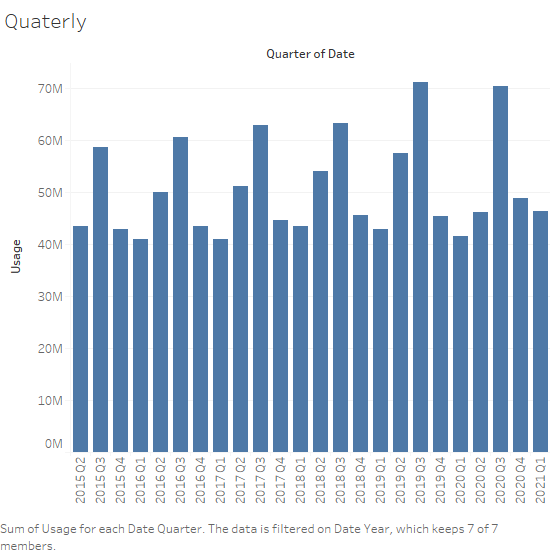 Quaterly
Quarter of Date
70M
60M
50M
40M
30M
20M
10M
0M
Usage
2015 Q2
2015 Q3
2015 Q4
2016 Q1
2016 Q2
2016 Q3
2016 Q4
2017 Q1
2017 Q2
2017 Q3
2017 Q4
2018 Q1
2018 Q2
2018 Q3
2018 Q4
2019 Q1
2019 Q2
2019 Q3
2019 Q4
2020 Q1
2020 Q2
2020 Q3
2020 Q4
2021 Q1
Sum of Usage for each Date Quarter. The data is filtered on Date Year, which keeps 7 of 7
members.